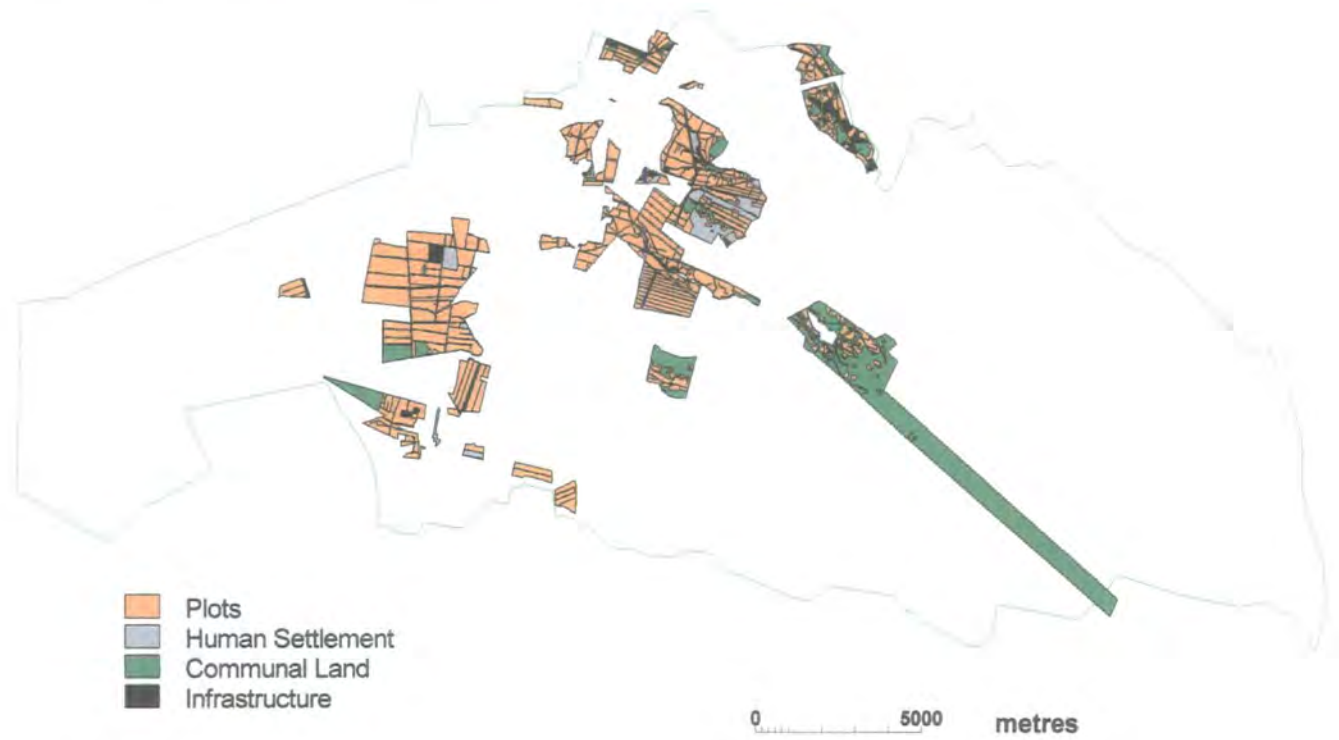 Plots
Human Settlement
Communal Land
Infrastructure
0 5000 metres